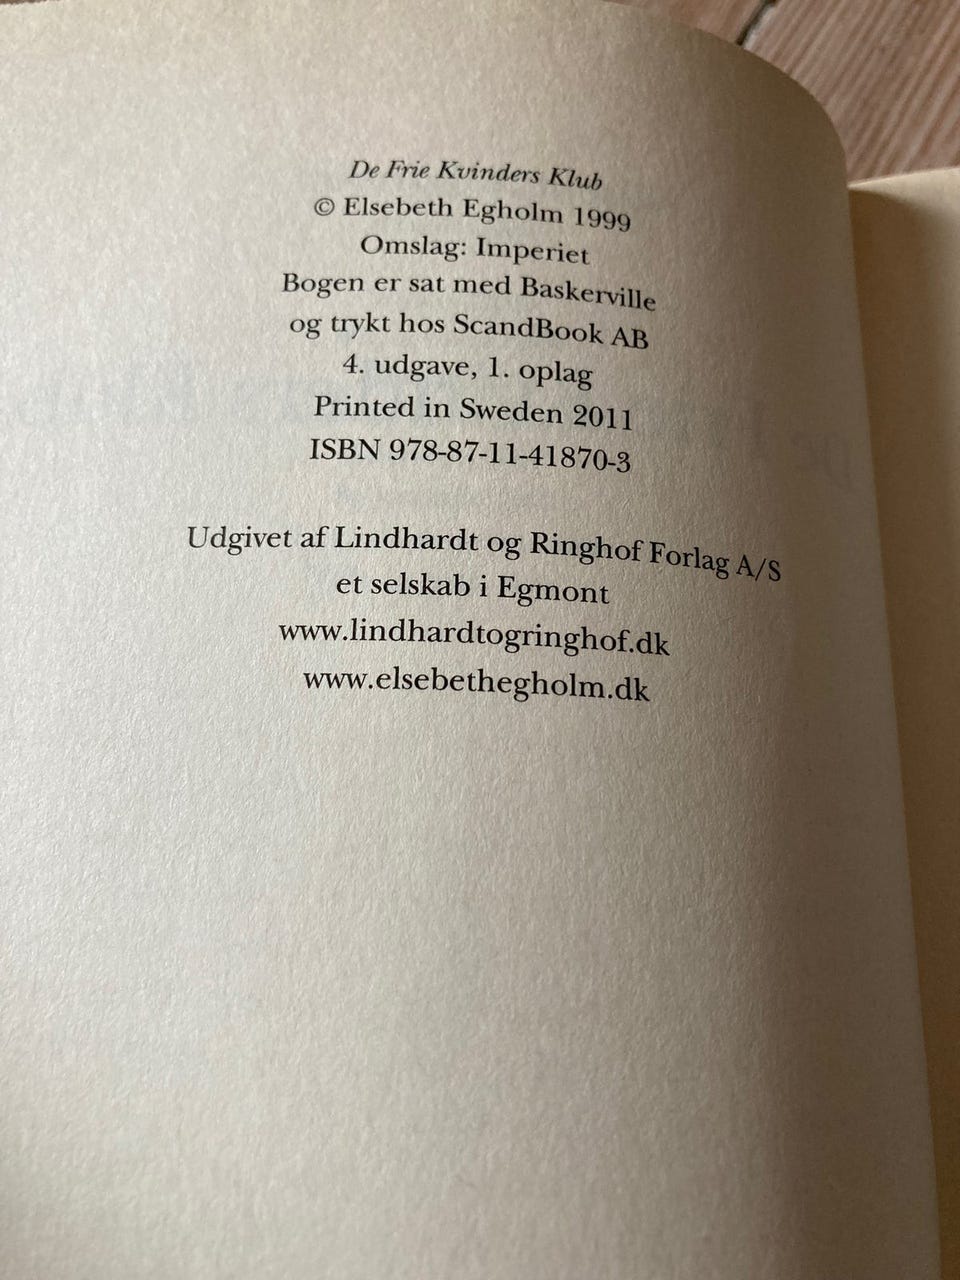 De Frie Kvinders Klub
© Elsebeth Egholm 1999
Omslag: Imperiet
Bogen er sat med Baskerville
og trykt hos ScandBook AB
4. udgave, 1. oplag
Printed in Sweden 2011
ISBN 978-87-11-41870-3
Udgivet af Lindhardt og Ringhof Forlag A/S
et selskab i Egmont
www.lindhardtogringhof.dk
www.elsebethegholm.dk